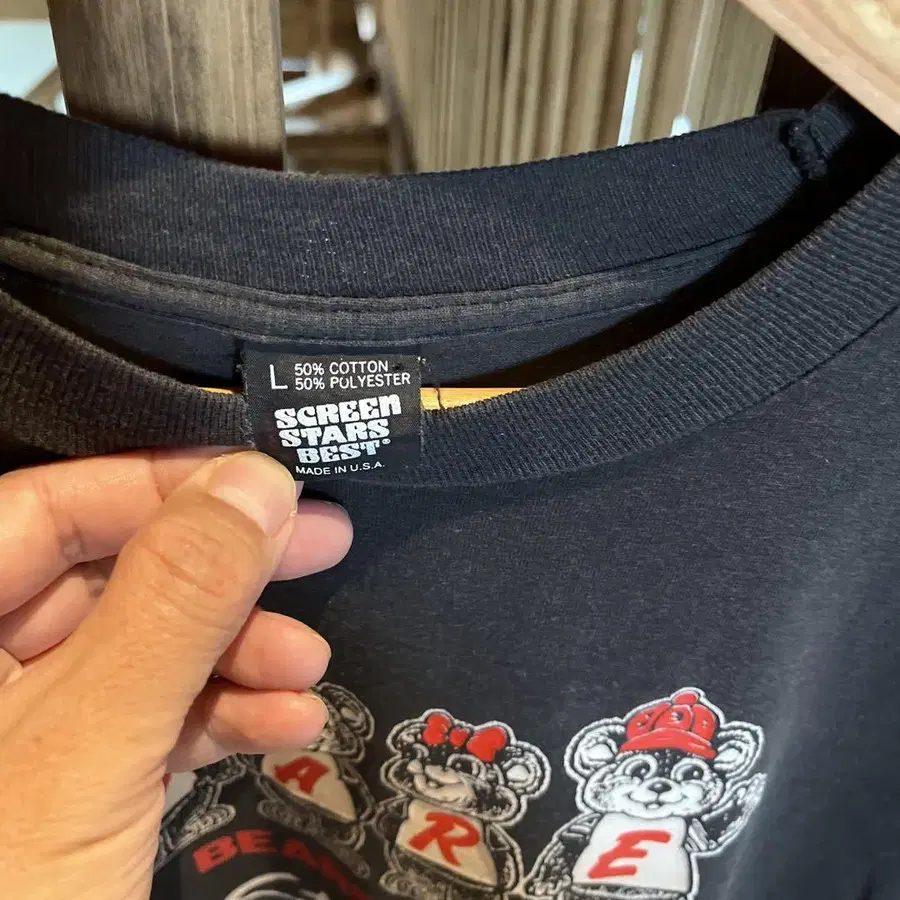 L
50% COTTON
50% POLYESTER
SCREEN
STARS
BEST®
MADE IN U.S.A.
A R E